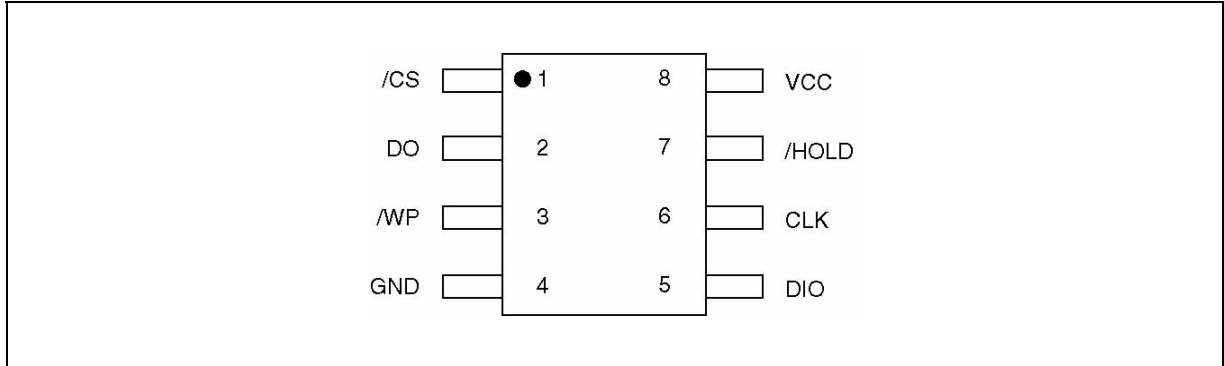 /CS 1 8 VCC
DO 2 7 /HOLD
/WP 3 6 CLK
GND 4 5 DIO